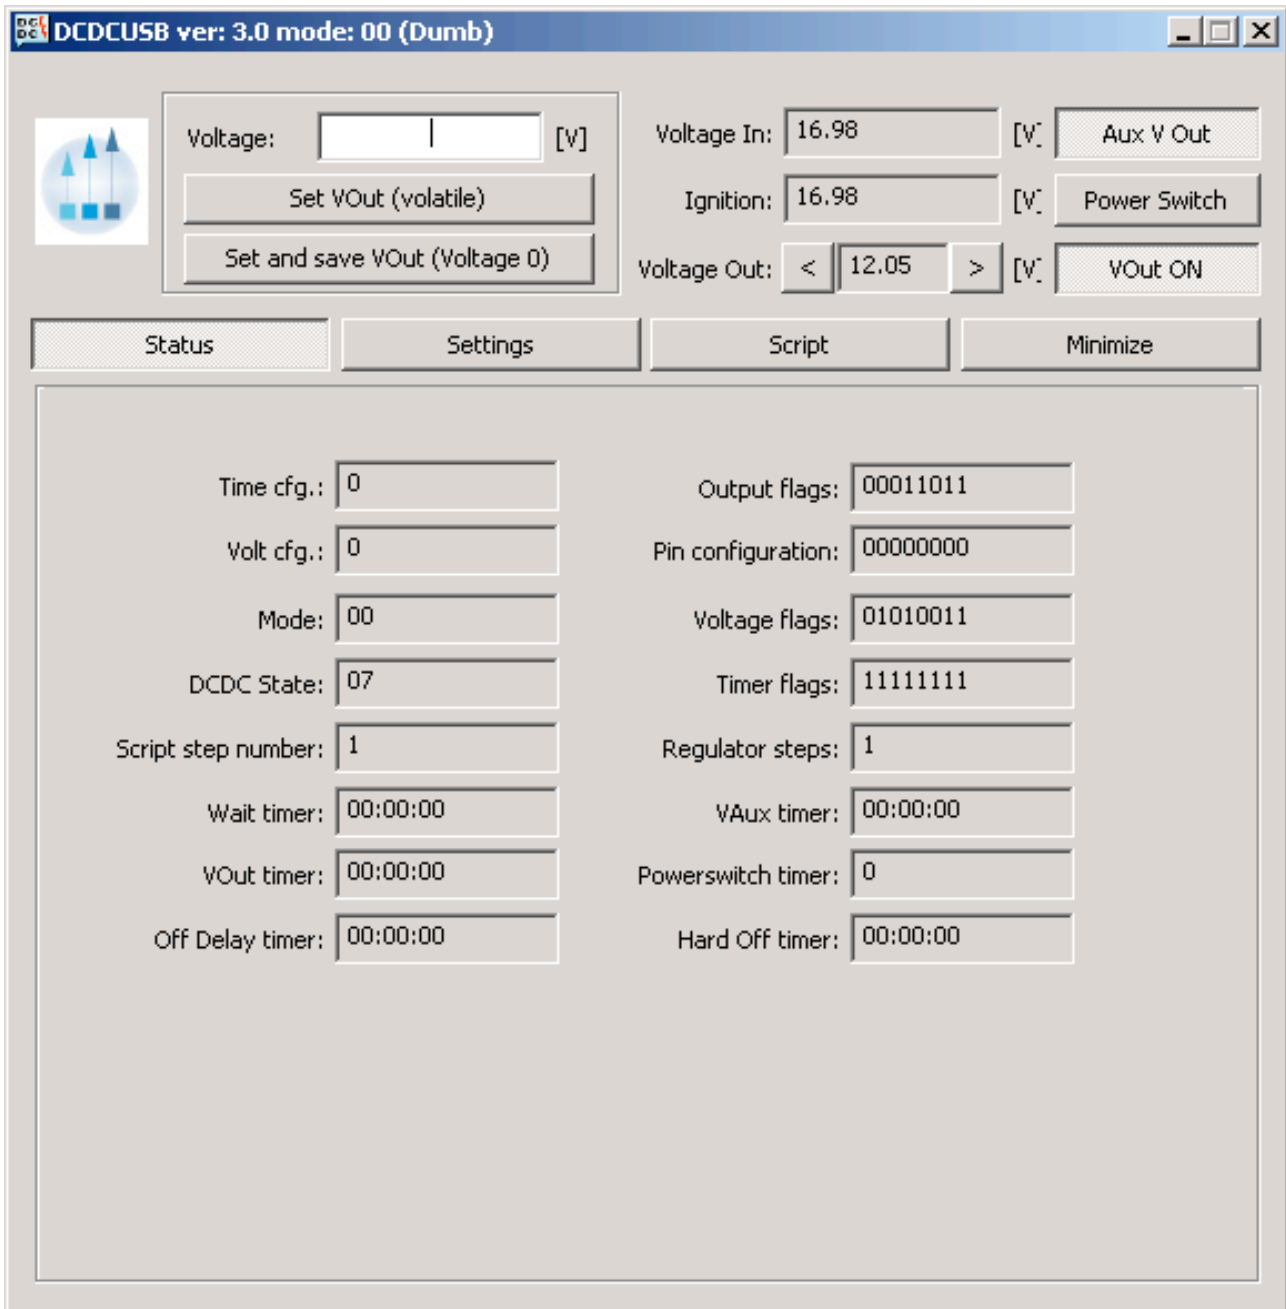 DCDCUSB ver: 3.0 mode: 00 (Dumb)
Voltage: [V]
Set VOut (volatile)
Set and save VOut (Voltage 0)
Voltage In: 16.98 [V] Aux V Out
Ignition: 16.98 [V] Power Switch
Voltage Out: < 12.05 > [V] VOut ON
Status Settings Script Minimize
Time cfg.: 0 Output flags: 00011011
Volt cfg.: 0 Pin configuration: 00000000
Mode: 00 Voltage flags: 01010011
DCDC State: 07 Timer flags: 11111111
Script step number: 1 Regulator steps: 1
Wait timer: 00:00:00 VAux timer: 00:00:00
VOut timer: 00:00:00 Powerswitch timer: 0
Off Delay timer: 00:00:00 Hard Off timer: 00:00:00